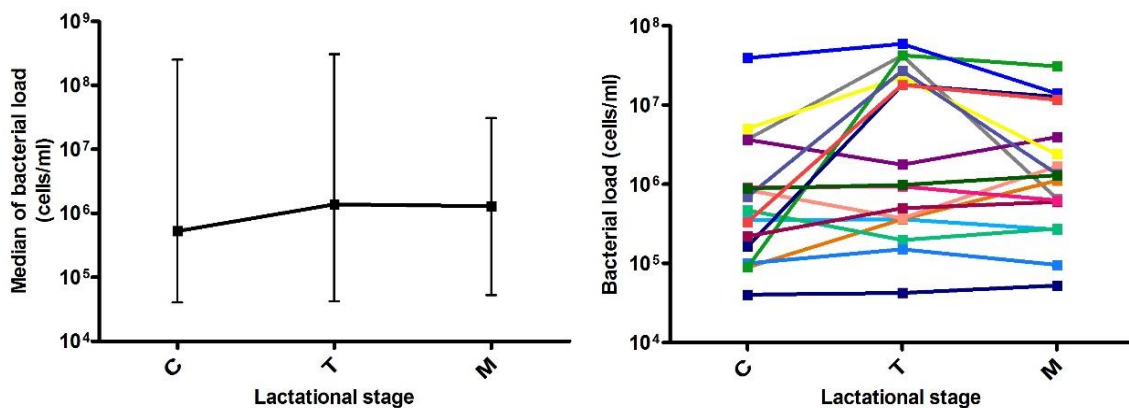 Median of bacterial load
(cells/ml)
10⁹
10⁸
10⁷
10⁶
10⁵
10⁴
C
T
M
Lactational stage
Bacterial load (cells/ml)
10⁸
10⁷
10⁶
10⁵
10⁴
C
T
M
Lactational stage